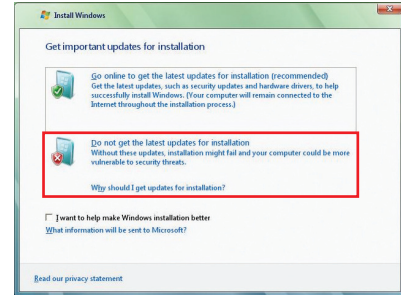 Install Windows
Get important updates for installation
Go online to get the latest updates for installation (recommended)
Get the latest updates, such as security updates and hardware drivers, to help
successfully install Windows. (Your computer will remain connected to the
Internet throughout the installation process.)
Do not get the latest updates for installation
Without these updates, installation might fail and your computer could be more
vulnerable to security threats.
Why should I get updates for installation?
I want to help make Windows installation better
What information will be sent to Microsoft?
Read our privacy statement